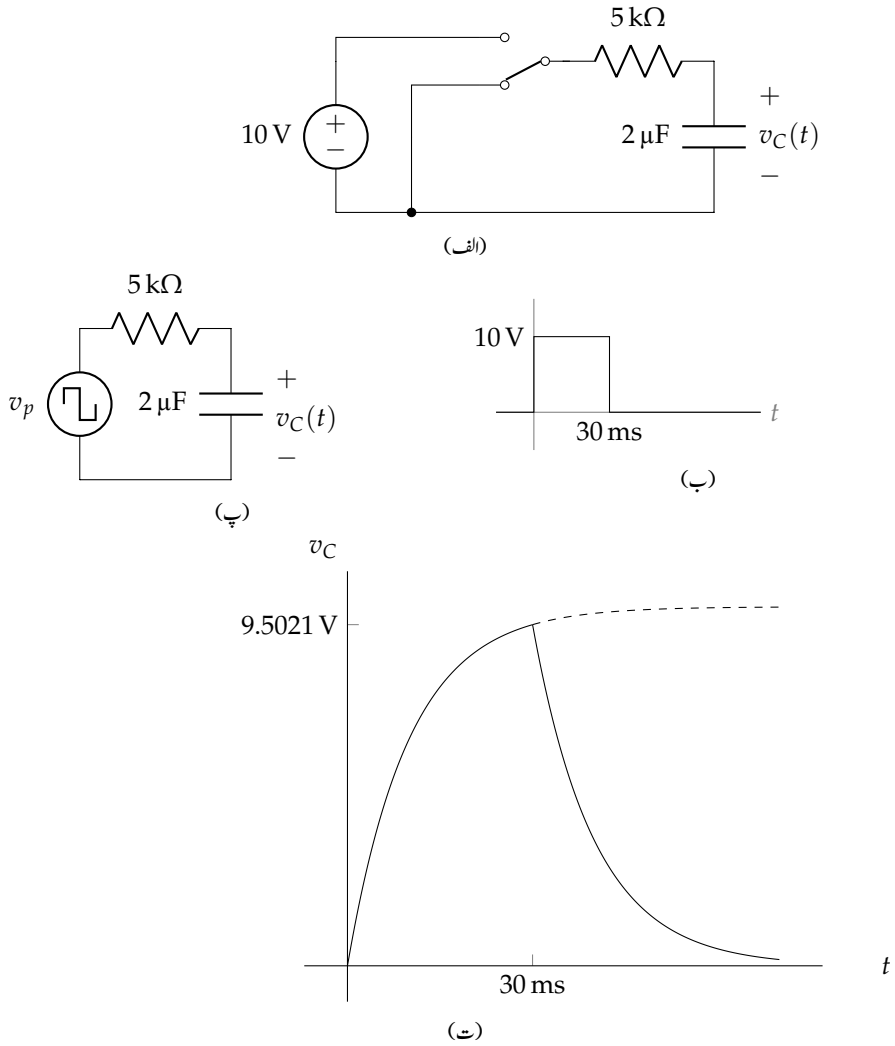 5 kΩ
10 V
+
−
2 μF
+
v_C(t)
−
(الف)
5 kΩ
v_p
2 μF
+
v_C(t)
−
(پ)
10 V
30 ms
t
(ب)
v_C
9.5021 V
30 ms
t
(ت)